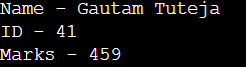 Name - Gautam Tuteja
ID - 41
Marks - 459